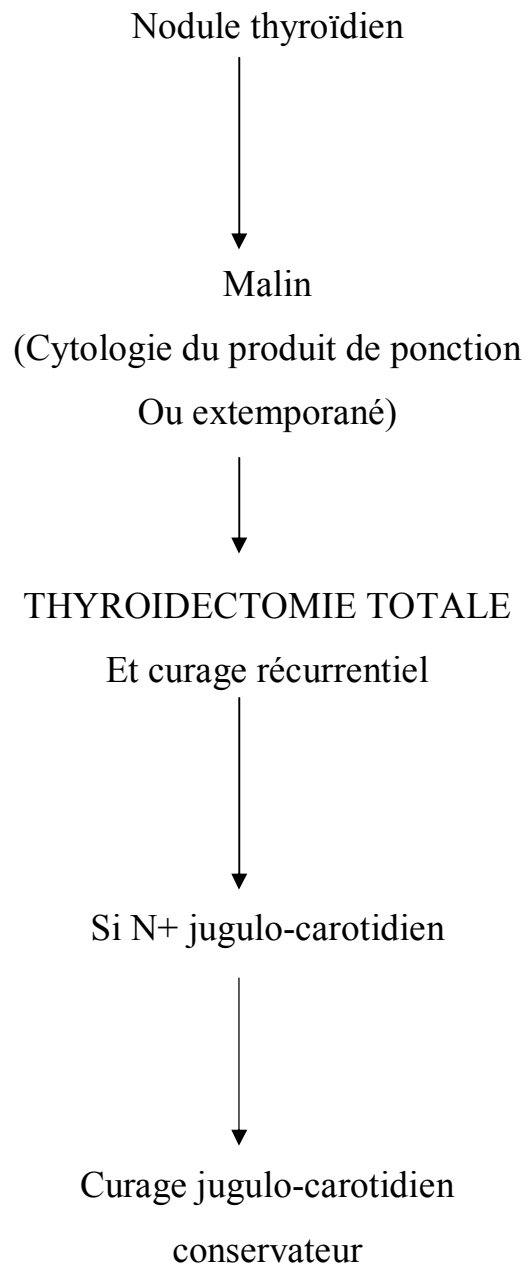 Nodule thyroïdien
Malin
(Cytologie du produit de ponction
Ou extemporané)
THYROIDECTOMIE TOTALE
Et curage récurrentiel
Si N+ jugulo-carotidien
Curage jugulo-carotidien
conservateur